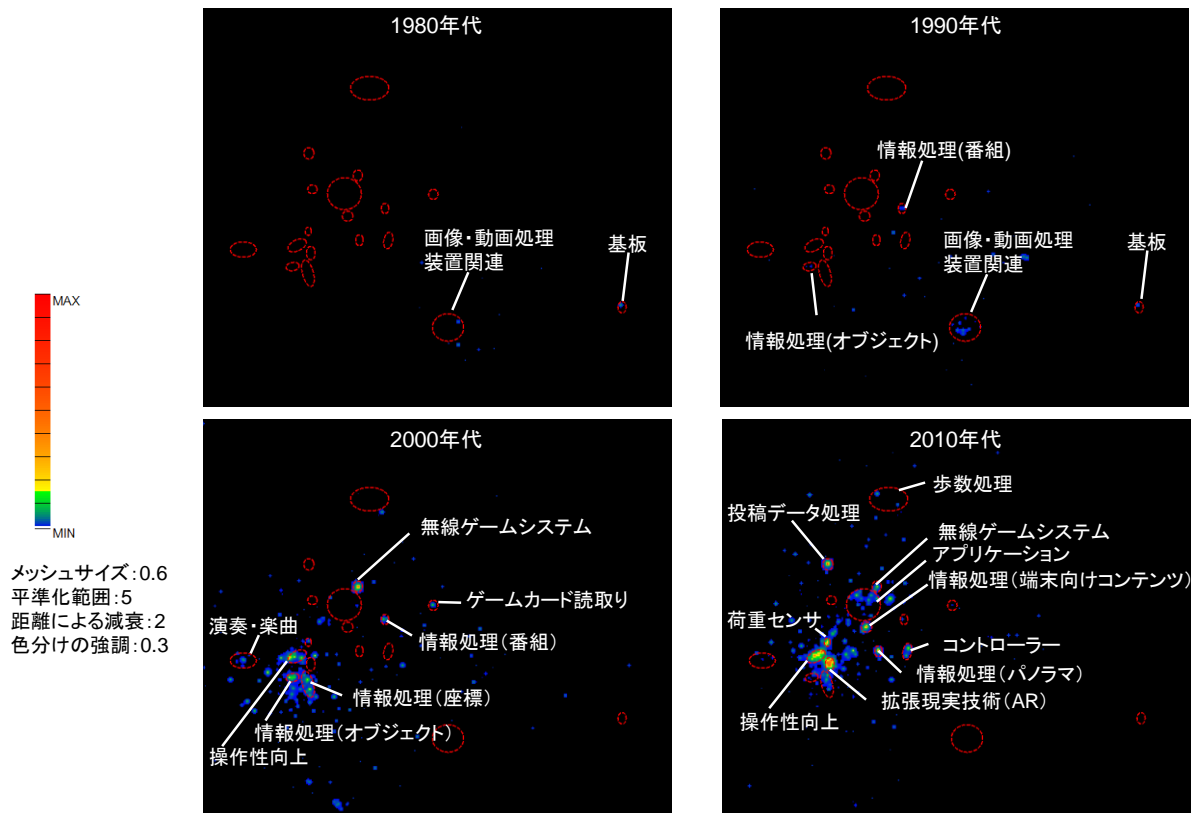 1980年代
画像・動画処理
装置関連
基板
1990年代
情報処理(番組)
画像・動画処理
装置関連
基板
情報処理(オブジェクト)
MAX
MIN
メッシュサイズ:0.6
平準化範囲:5
距離による減衰:2
色分けの強調:0.3
2000年代
無線ゲームシステム
ゲームカード読取り
演奏・楽曲
情報処理(番組)
情報処理(座標)
情報処理(オブジェクト)
操作性向上
2010年代
歩数処理
投稿データ処理
無線ゲームシステム
アプリケーション
情報処理(端末向けコンテンツ)
荷重センサ
コントローラー
情報処理(パノラマ)
拡張現実技術(AR)
操作性向上